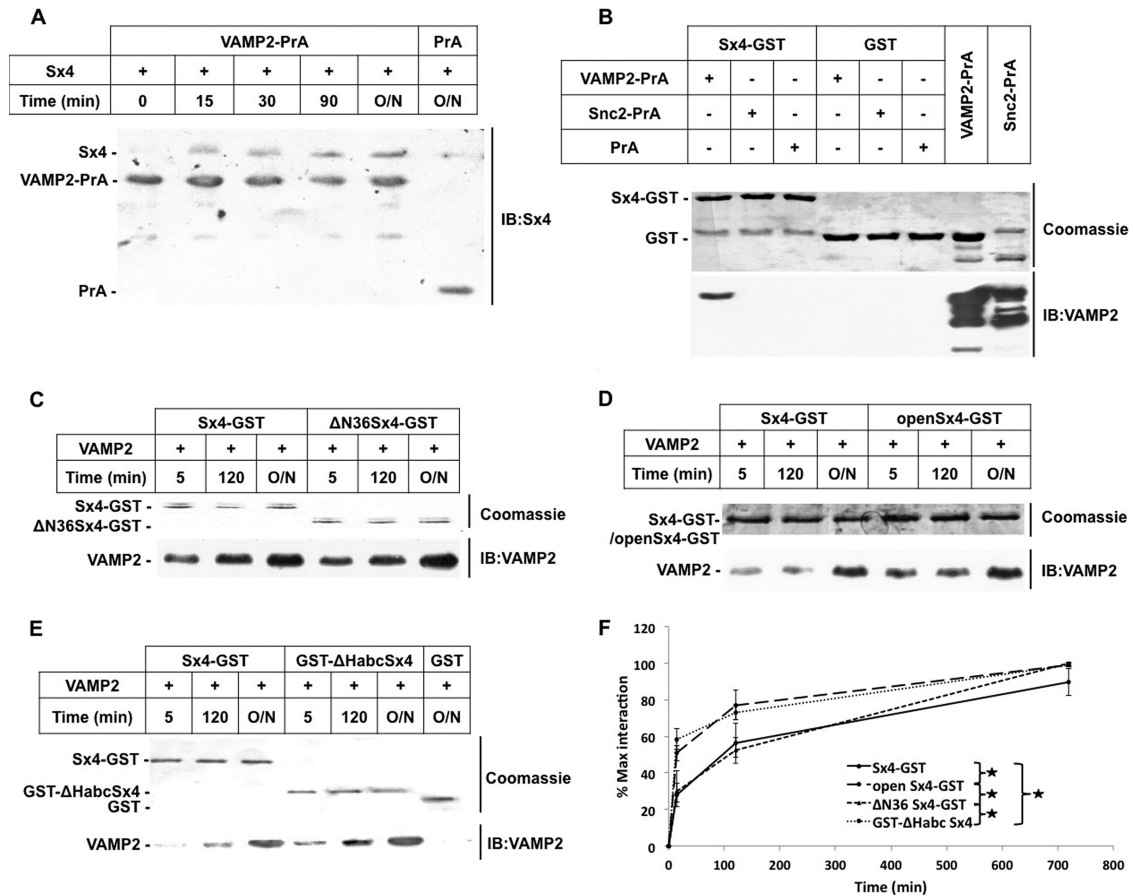 A
VAMP2-PrA PrA
Sx4 + + + + + +
Time (min) 0 15 30 90 O/N O/N
Sx4 -
VAMP2-PrA -
PrA -
IB:Sx4
B
Sx4-GST GST VAMP2-PrA Snc2-PrA
VAMP2-PrA + - - + - -
Snc2-PrA - + - - + -
PrA - - + - - +
Sx4-GST -
GST -
Coomassie
IB:VAMP2
C
Sx4-GST ΔN36Sx4-GST
VAMP2 + + + + + +
Time (min) 5 120 O/N 5 120 O/N
Sx4-GST -
ΔN36Sx4-GST -
Coomassie
VAMP2 -
IB:VAMP2
D
Sx4-GST openSx4-GST
VAMP2 + + + + + +
Time (min) 5 120 O/N 5 120 O/N
Sx4-GST-
/openSx4-GST
Coomassie
VAMP2 -
IB:VAMP2
E
Sx4-GST GST-ΔHabcSx4 GST
VAMP2 + + + + + + +
Time (min) 5 120 O/N 5 120 O/N
Sx4-GST -
GST-ΔHabcSx4 -
GST -
Coomassie
VAMP2 -
IB:VAMP2
F
% Max interaction
120
100
80
60
40
20
0
Sx4-GST
open Sx4-GST
ΔN36 Sx4-GST
GST-ΔHabc Sx4
0 100 200 300 400 500 600 700 800
Time (min)